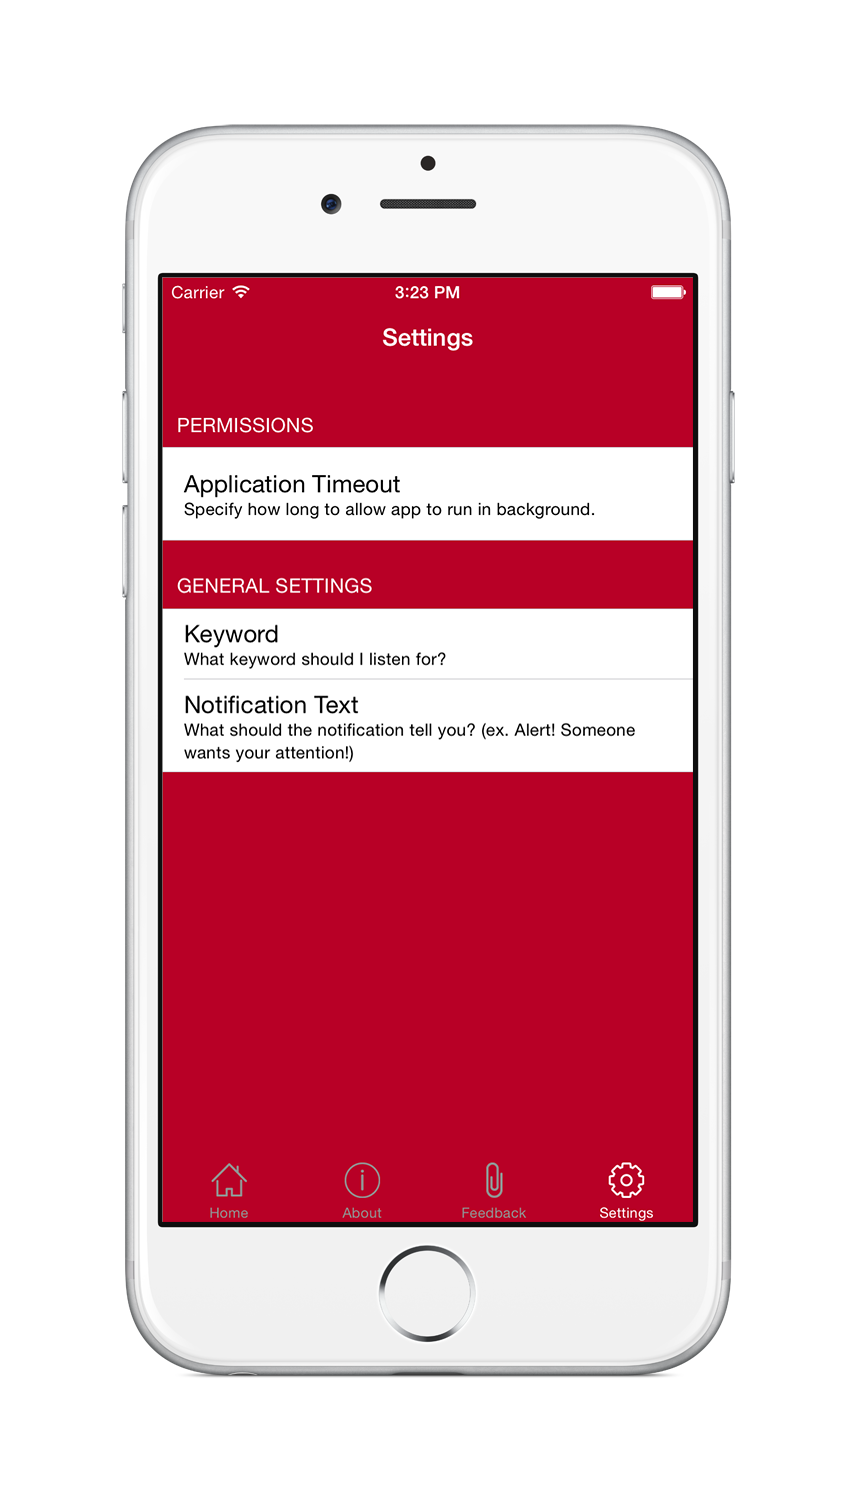 Carrier 3:23 PM
Settings
PERMISSIONS
Application Timeout
Specify how long to allow app to run in background.
GENERAL SETTINGS
Keyword
What keyword should I listen for?
Notification Text
What should the notification tell you? (ex. Alert! Someone
wants your attention!)
Home About Feedback Settings